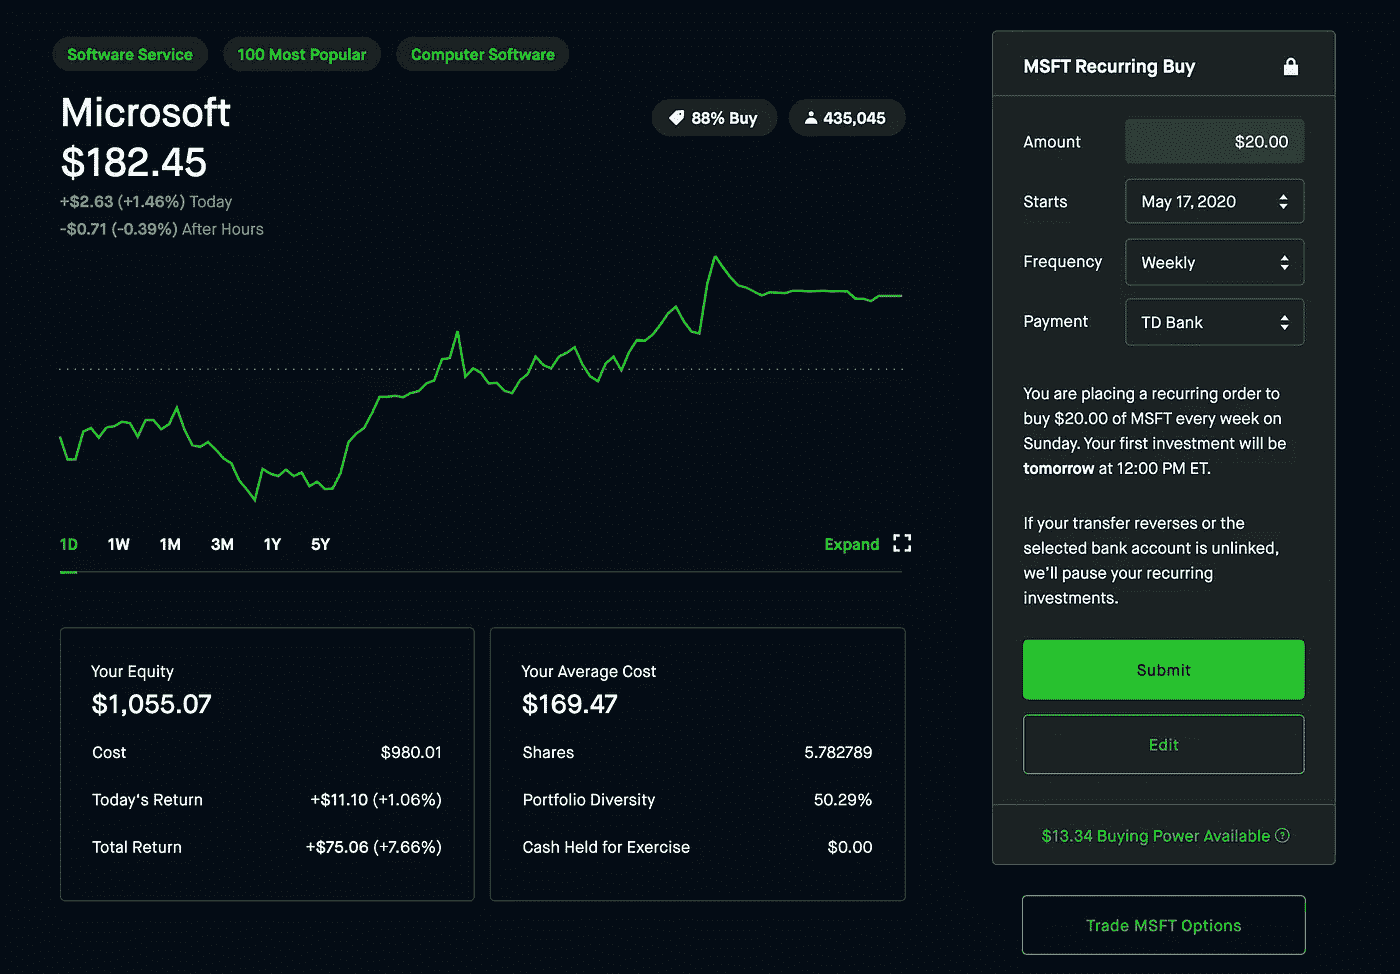 Software Service
100 Most Popular
Computer Software
Microsoft
$182.45
+$2.63 (+1.46%) Today
-$0.71 (-0.39%) After Hours
88% Buy
435,045
1D 1W 1M 3M 1Y 5Y
Expand
Your Equity
$1,055.07
Cost $980.01
Today's Return +$11.10 (+1.06%)
Total Return +$75.06 (+7.66%)
Your Average Cost
$169.47
Shares 5.782789
Portfolio Diversity 50.29%
Cash Held for Exercise $0.00
MSFT Recurring Buy
Amount $20.00
Starts May 17, 2020
Frequency Weekly
Payment TD Bank
You are placing a recurring order to
buy $20.00 of MSFT every week on
Sunday. Your first investment will be
tomorrow at 12:00 PM ET.
If your transfer reverses or the
selected bank account is unlinked,
we'll pause your recurring
investments.
Submit
Edit
$13.34 Buying Power Available ?
Trade MSFT Options